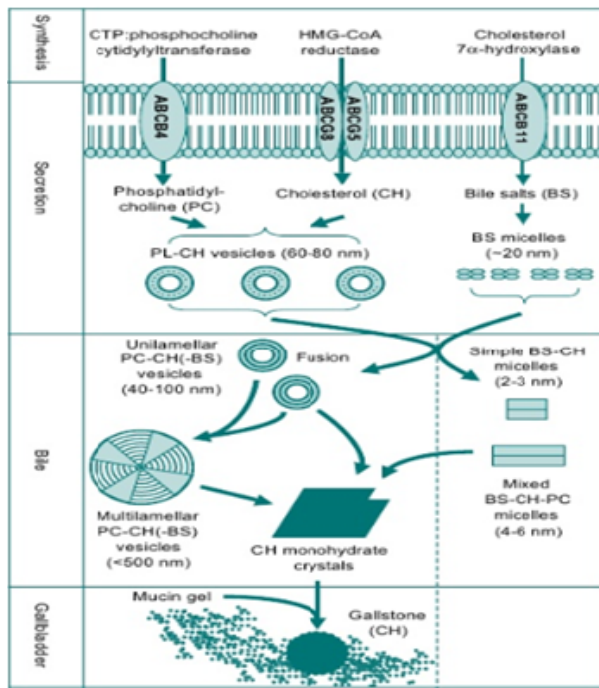 Synthesis
CTP:phosphocholine
cytidylyltransferase
HMG-CoA
reductase
Cholesterol
7α-hydroxylase
Secretion
ABCB4
ABCG8
ABCG5
ABCB11
Phosphatidyl-
choline (PC)
Cholesterol (CH)
Bile salts (BS)
PL-CH vesicles (60-80 nm)
BS micelles
(~20 nm)
Bile
Unilamellar
PC-CH(-BS)
vesicles
(40-100 nm)
Fusion
Simple BS-CH
micelles
(2-3 nm)
Multilamellar
PC-CH(-BS)
vesicles
(<500 nm)
CH monohydrate
crystals
Mixed
BS-CH-PC
micelles
(4-6 nm)
Gallbladder
Mucin gel
Gallstone
(CH)